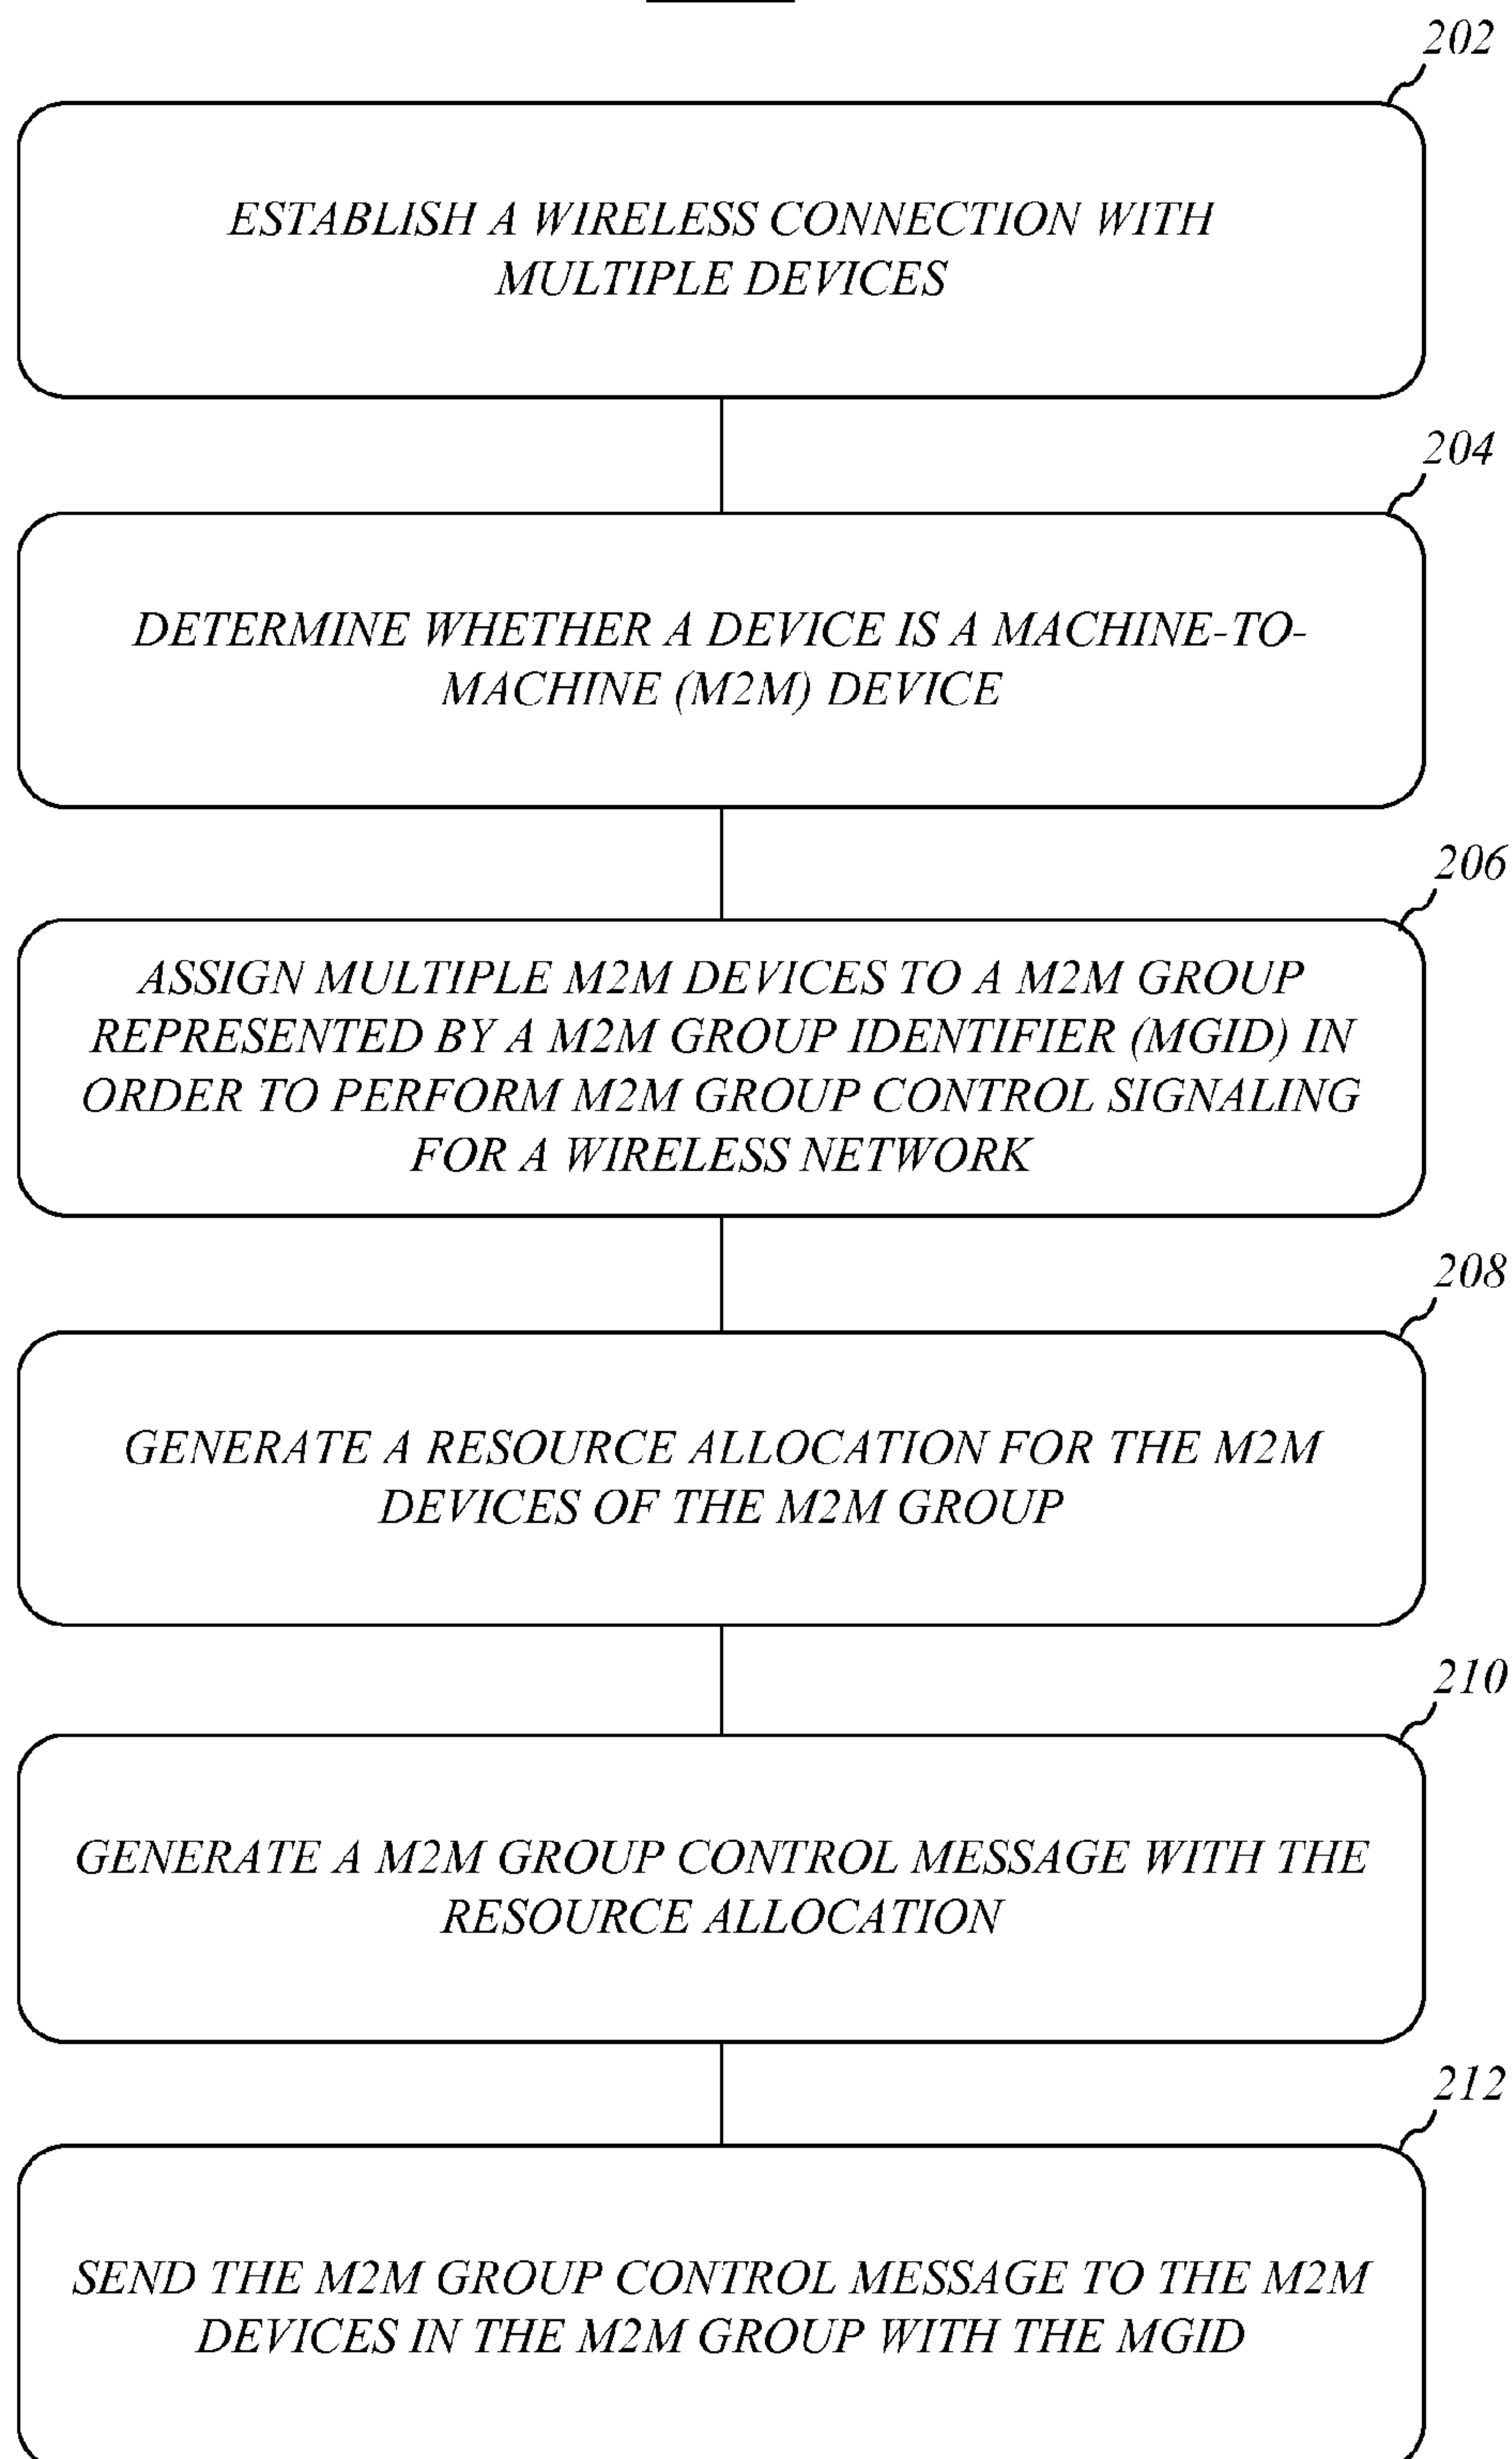 202
ESTABLISH A WIRELESS CONNECTION WITH
MULTIPLE DEVICES
204
DETERMINE WHETHER A DEVICE IS A MACHINE-TO-
MACHINE (M2M) DEVICE
206
ASSIGN MULTIPLE M2M DEVICES TO A M2M GROUP
REPRESENTED BY A M2M GROUP IDENTIFIER (MGID) IN
ORDER TO PERFORM M2M GROUP CONTROL SIGNALING
FOR A WIRELESS NETWORK
208
GENERATE A RESOURCE ALLOCATION FOR THE M2M
DEVICES OF THE M2M GROUP
210
GENERATE A M2M GROUP CONTROL MESSAGE WITH THE
RESOURCE ALLOCATION
212
SEND THE M2M GROUP CONTROL MESSAGE TO THE M2M
DEVICES IN THE M2M GROUP WITH THE MGID